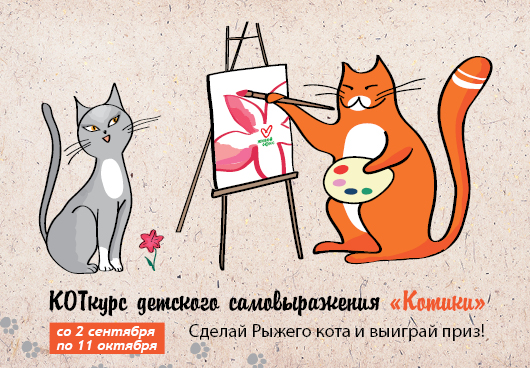 КОТкурс детского самовыражения «Котики»
со 2 сентября
по 11 октября
Сделай Рыжего кота и выиграй приз!